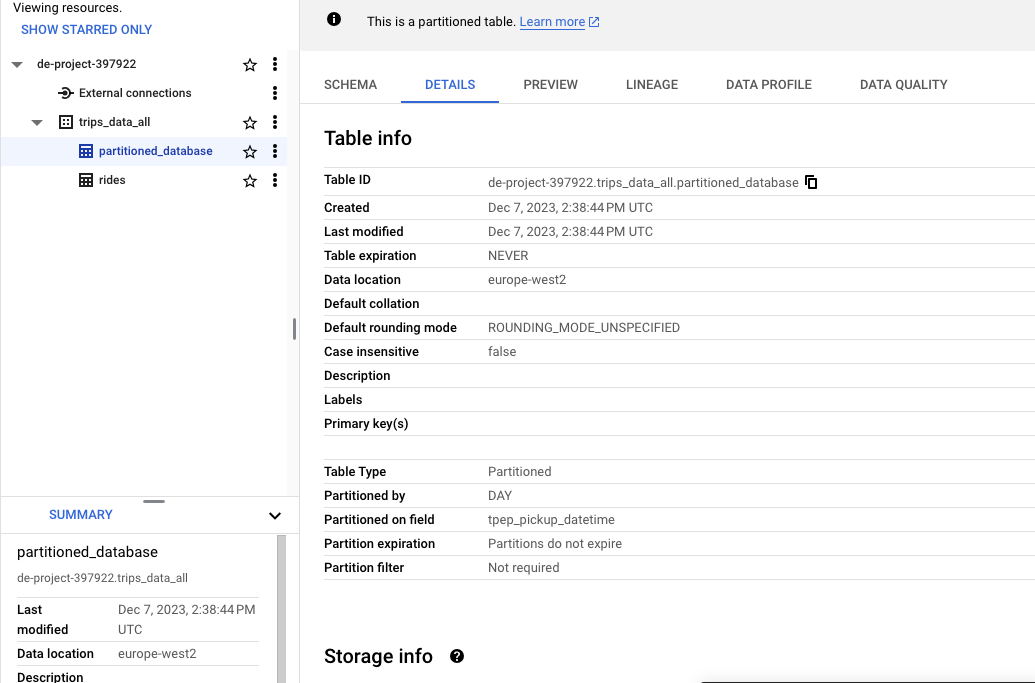 Viewing resources.
SHOW STARRED ONLY
de-project-397922
External connections
trips_data_all
partitioned_database
rides
SUMMARY
partitioned_database
de-project-397922.trips_data_all
Last modified Dec 7, 2023, 2:38:44 PM UTC
Data location europe-west2
Description
This is a partitioned table. Learn more
SCHEMA DETAILS PREVIEW LINEAGE DATA PROFILE DATA QUALITY
Table info
Table ID de-project-397922.trips_data_all.partitioned_database
Created Dec 7, 2023, 2:38:44 PM UTC
Last modified Dec 7, 2023, 2:38:44 PM UTC
Table expiration NEVER
Data location europe-west2
Default collation
Default rounding mode ROUNDING_MODE_UNSPECIFIED
Case insensitive false
Description
Labels
Primary key(s)
Table Type Partitioned
Partitioned by DAY
Partitioned on field tpep_pickup_datetime
Partition expiration Partitions do not expire
Partition filter Not required
Storage info